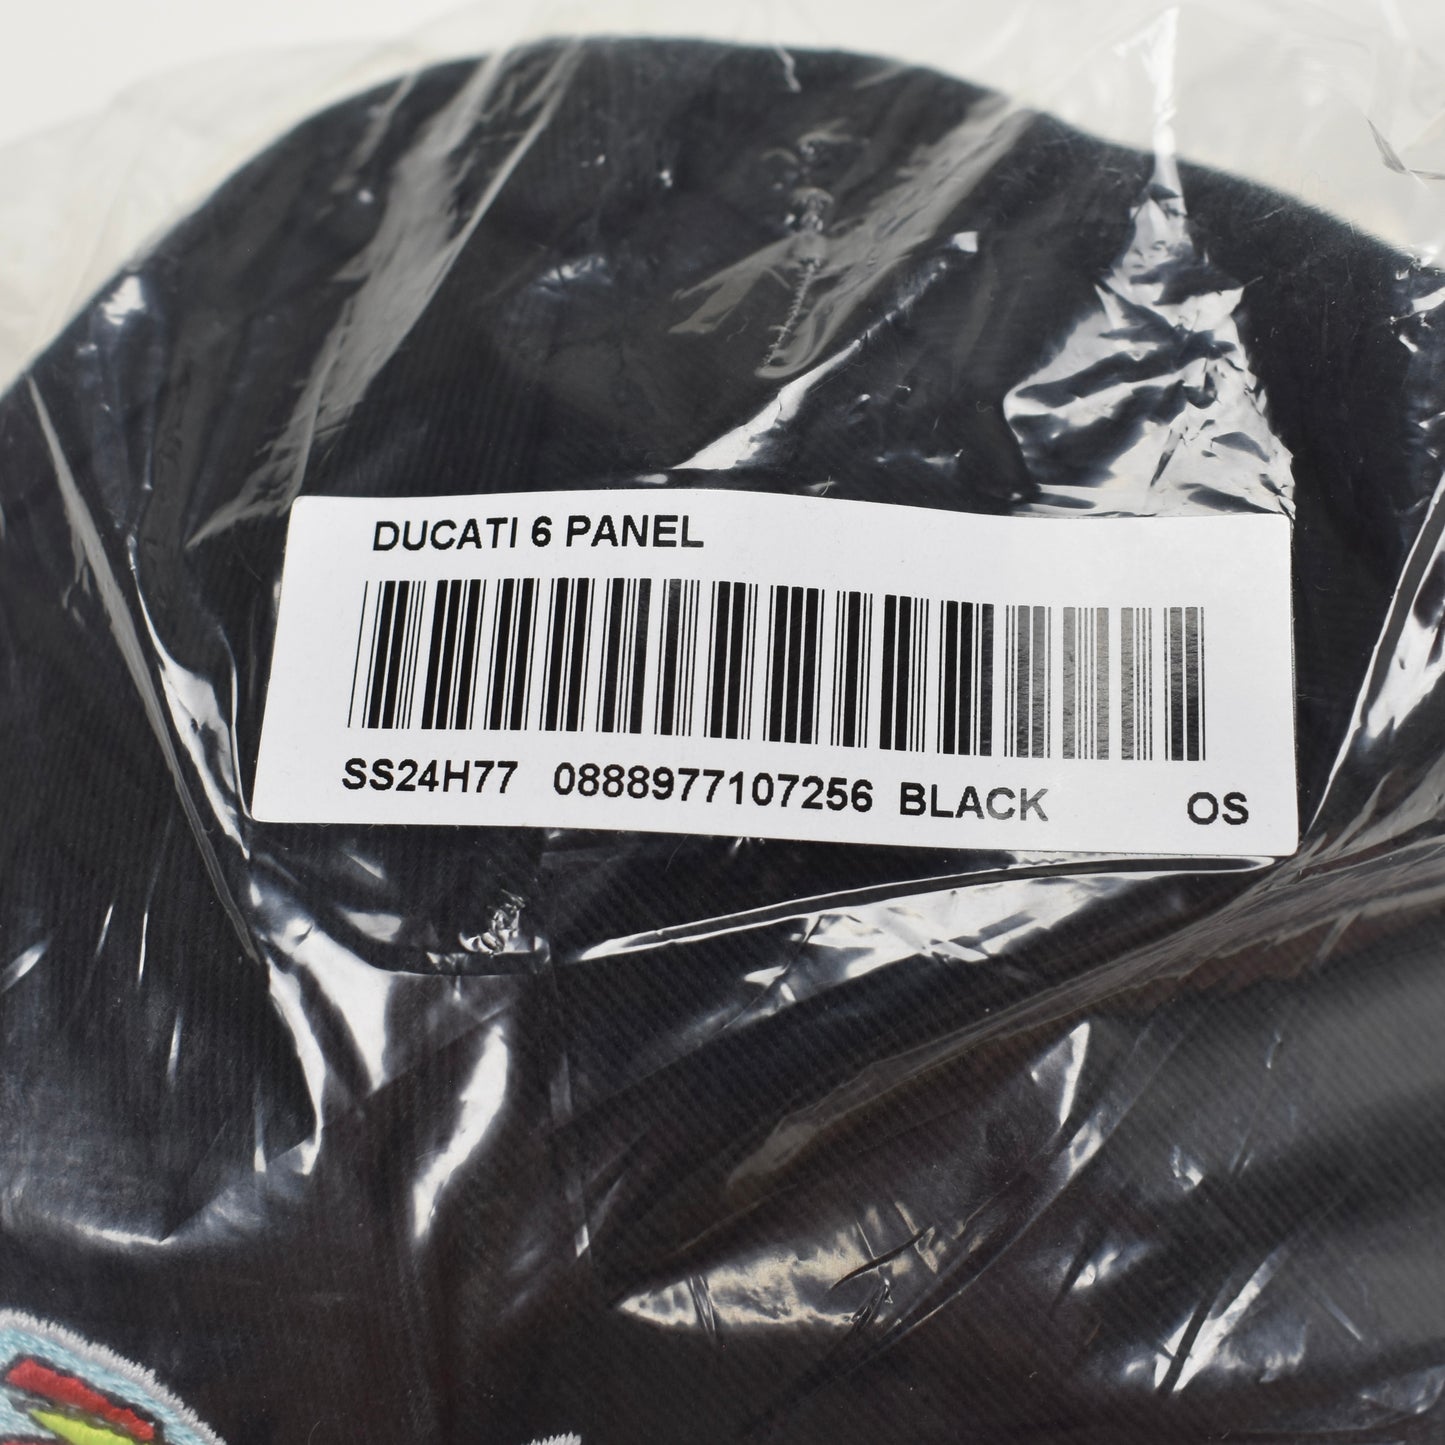 DUCATI 6 PANEL
SS24H77 0888977107256 BLACK OS